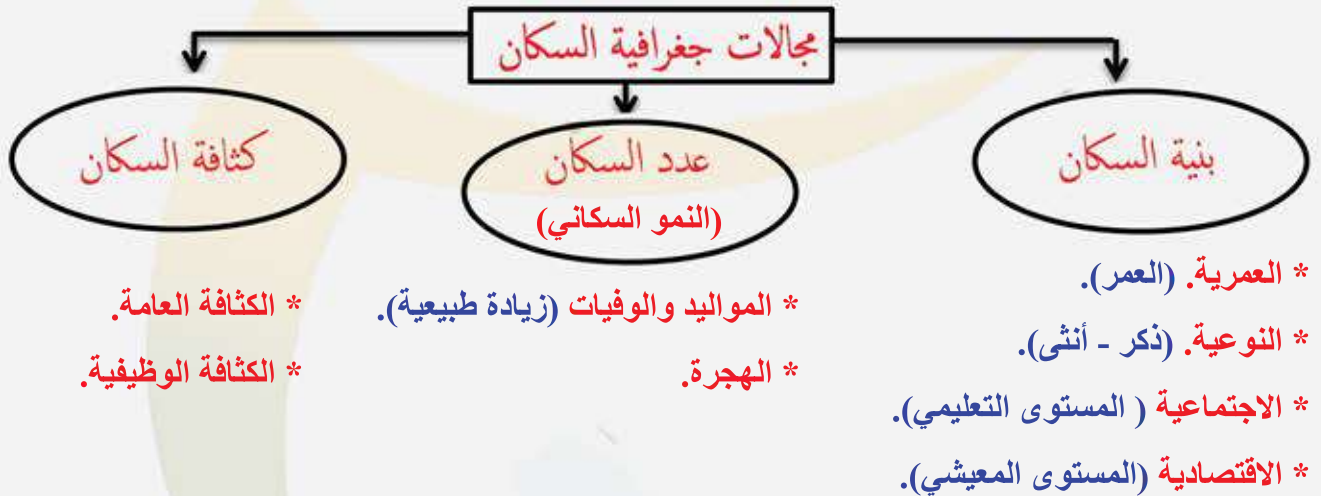 مجالات جغرافية السكان
بنية السكان
* العمرية. (العمر).
* النوعية. (ذكر - أنثى).
* الاجتماعية ( المستوى التعليمي).
* الاقتصادية (المستوى المعيشي).
عدد السكان
(النمو السكاني)
* المواليد والوفيات (زيادة طبيعية).
* الهجرة.
كثافة السكان
* الكثافة العامة.
* الكثافة الوظيفية.